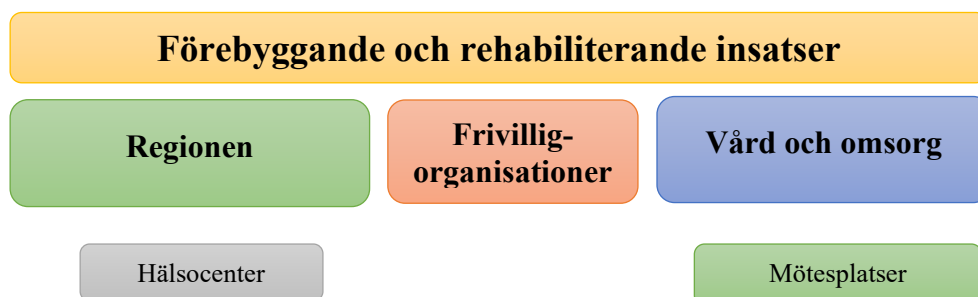 Förebyggande och rehabiliterande insatser
Regionen
Frivillig-
organisationer
Vård och omsorg
Hälsocenter
Mötesplatser